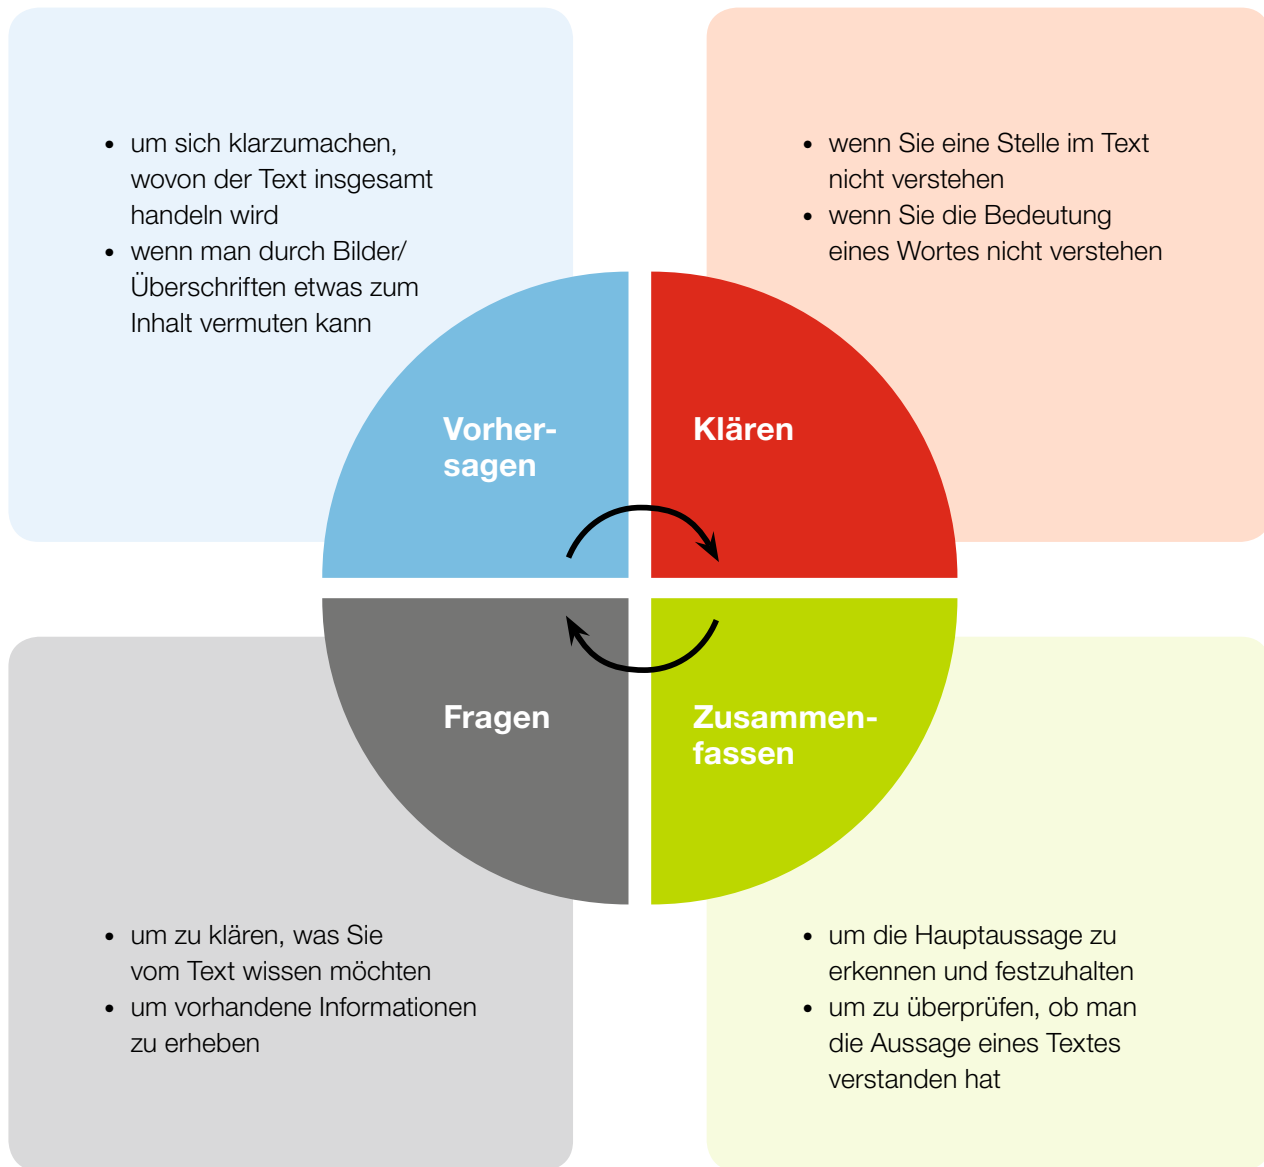 • um sich klarzumachen,
wovon der Text insgesamt
handeln wird
• wenn man durch Bilder/
Überschriften etwas zum
Inhalt vermuten kann
• wenn Sie eine Stelle im Text
nicht verstehen
• wenn Sie die Bedeutung
eines Wortes nicht verstehen
Vorher-
sagen
Klären
Fragen
Zusammen-
fassen
• um zu klären, was Sie
vom Text wissen möchten
• um vorhandene Informationen
zu erheben
• um die Hauptaussage zu
erkennen und festzuhalten
• um zu überprüfen, ob man
die Aussage eines Textes
verstanden hat